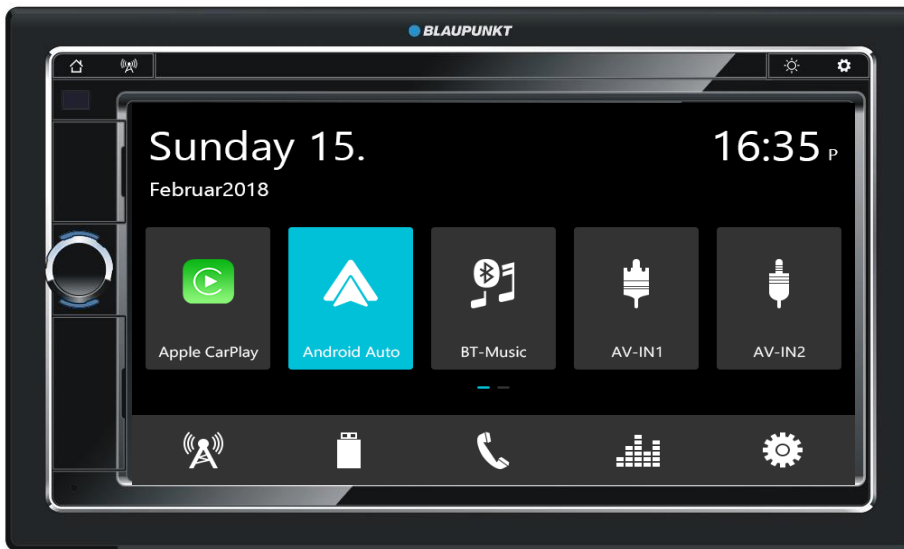 BLAUPUNKT
Sunday 15.
16:35 P
Februar2018
Apple CarPlay
Android Auto
BT-Music
AV-IN1
AV-IN2